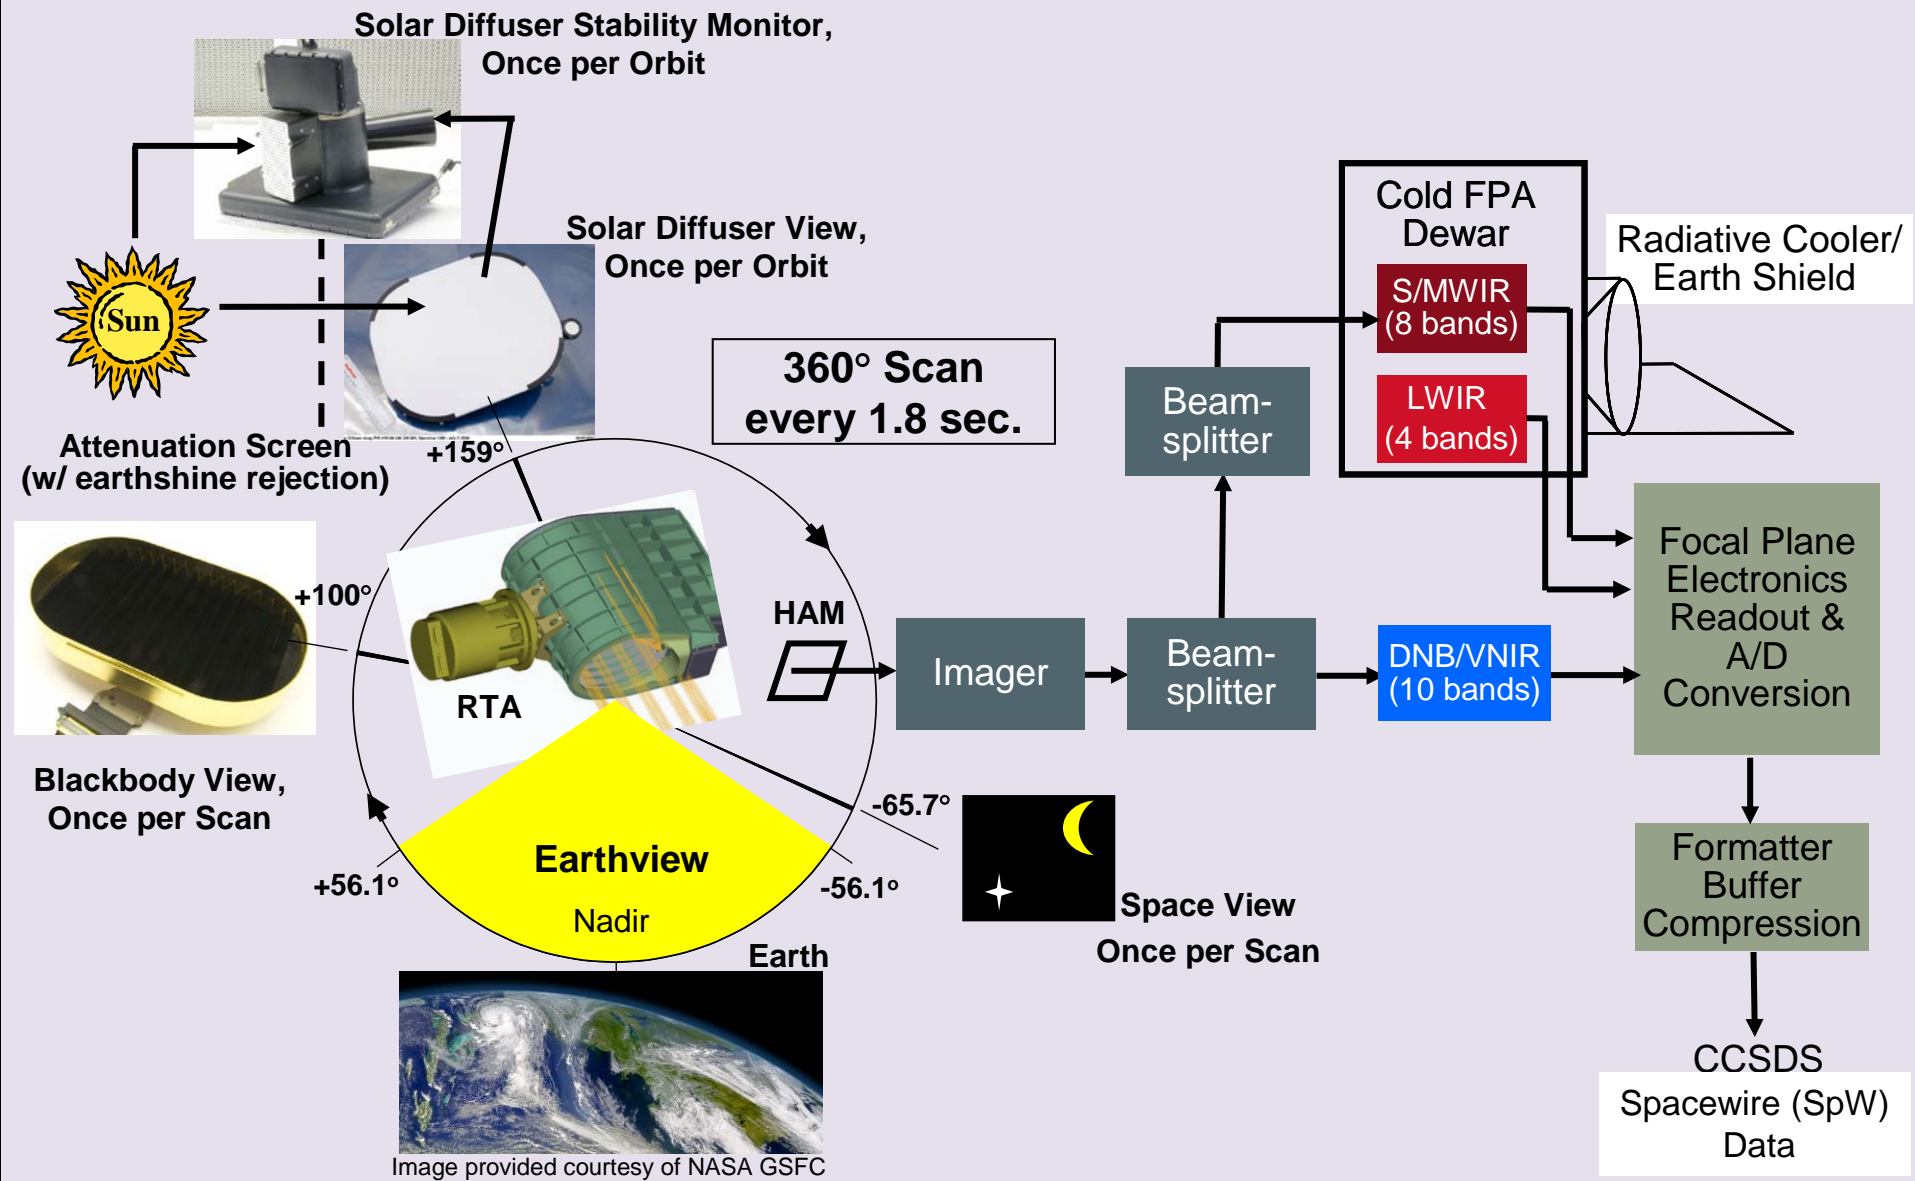 Solar Diffuser Stability Monitor,
Once per Orbit
Solar Diffuser View,
Once per Orbit
Sun
Attenuation Screen
(w/ earthshine rejection)
360° Scan
every 1.8 sec.
+159°
+100°
RTA
HAM
Blackbody View,
Once per Scan
+56.1°
Earthview
Nadir
-56.1°
-65.7°
Space View
Once per Scan
Earth
Image provided courtesy of NASA GSFC
Imager
Beam-
splitter
Beam-
splitter
Cold FPA
Dewar
S/MWIR
(8 bands)
LWIR
(4 bands)
DNB/VNIR
(10 bands)
Radiative Cooler/
Earth Shield
Focal Plane
Electronics
Readout &
A/D
Conversion
Formatter
Buffer
Compression
CCSDS
Spacewire (SpW)
Data